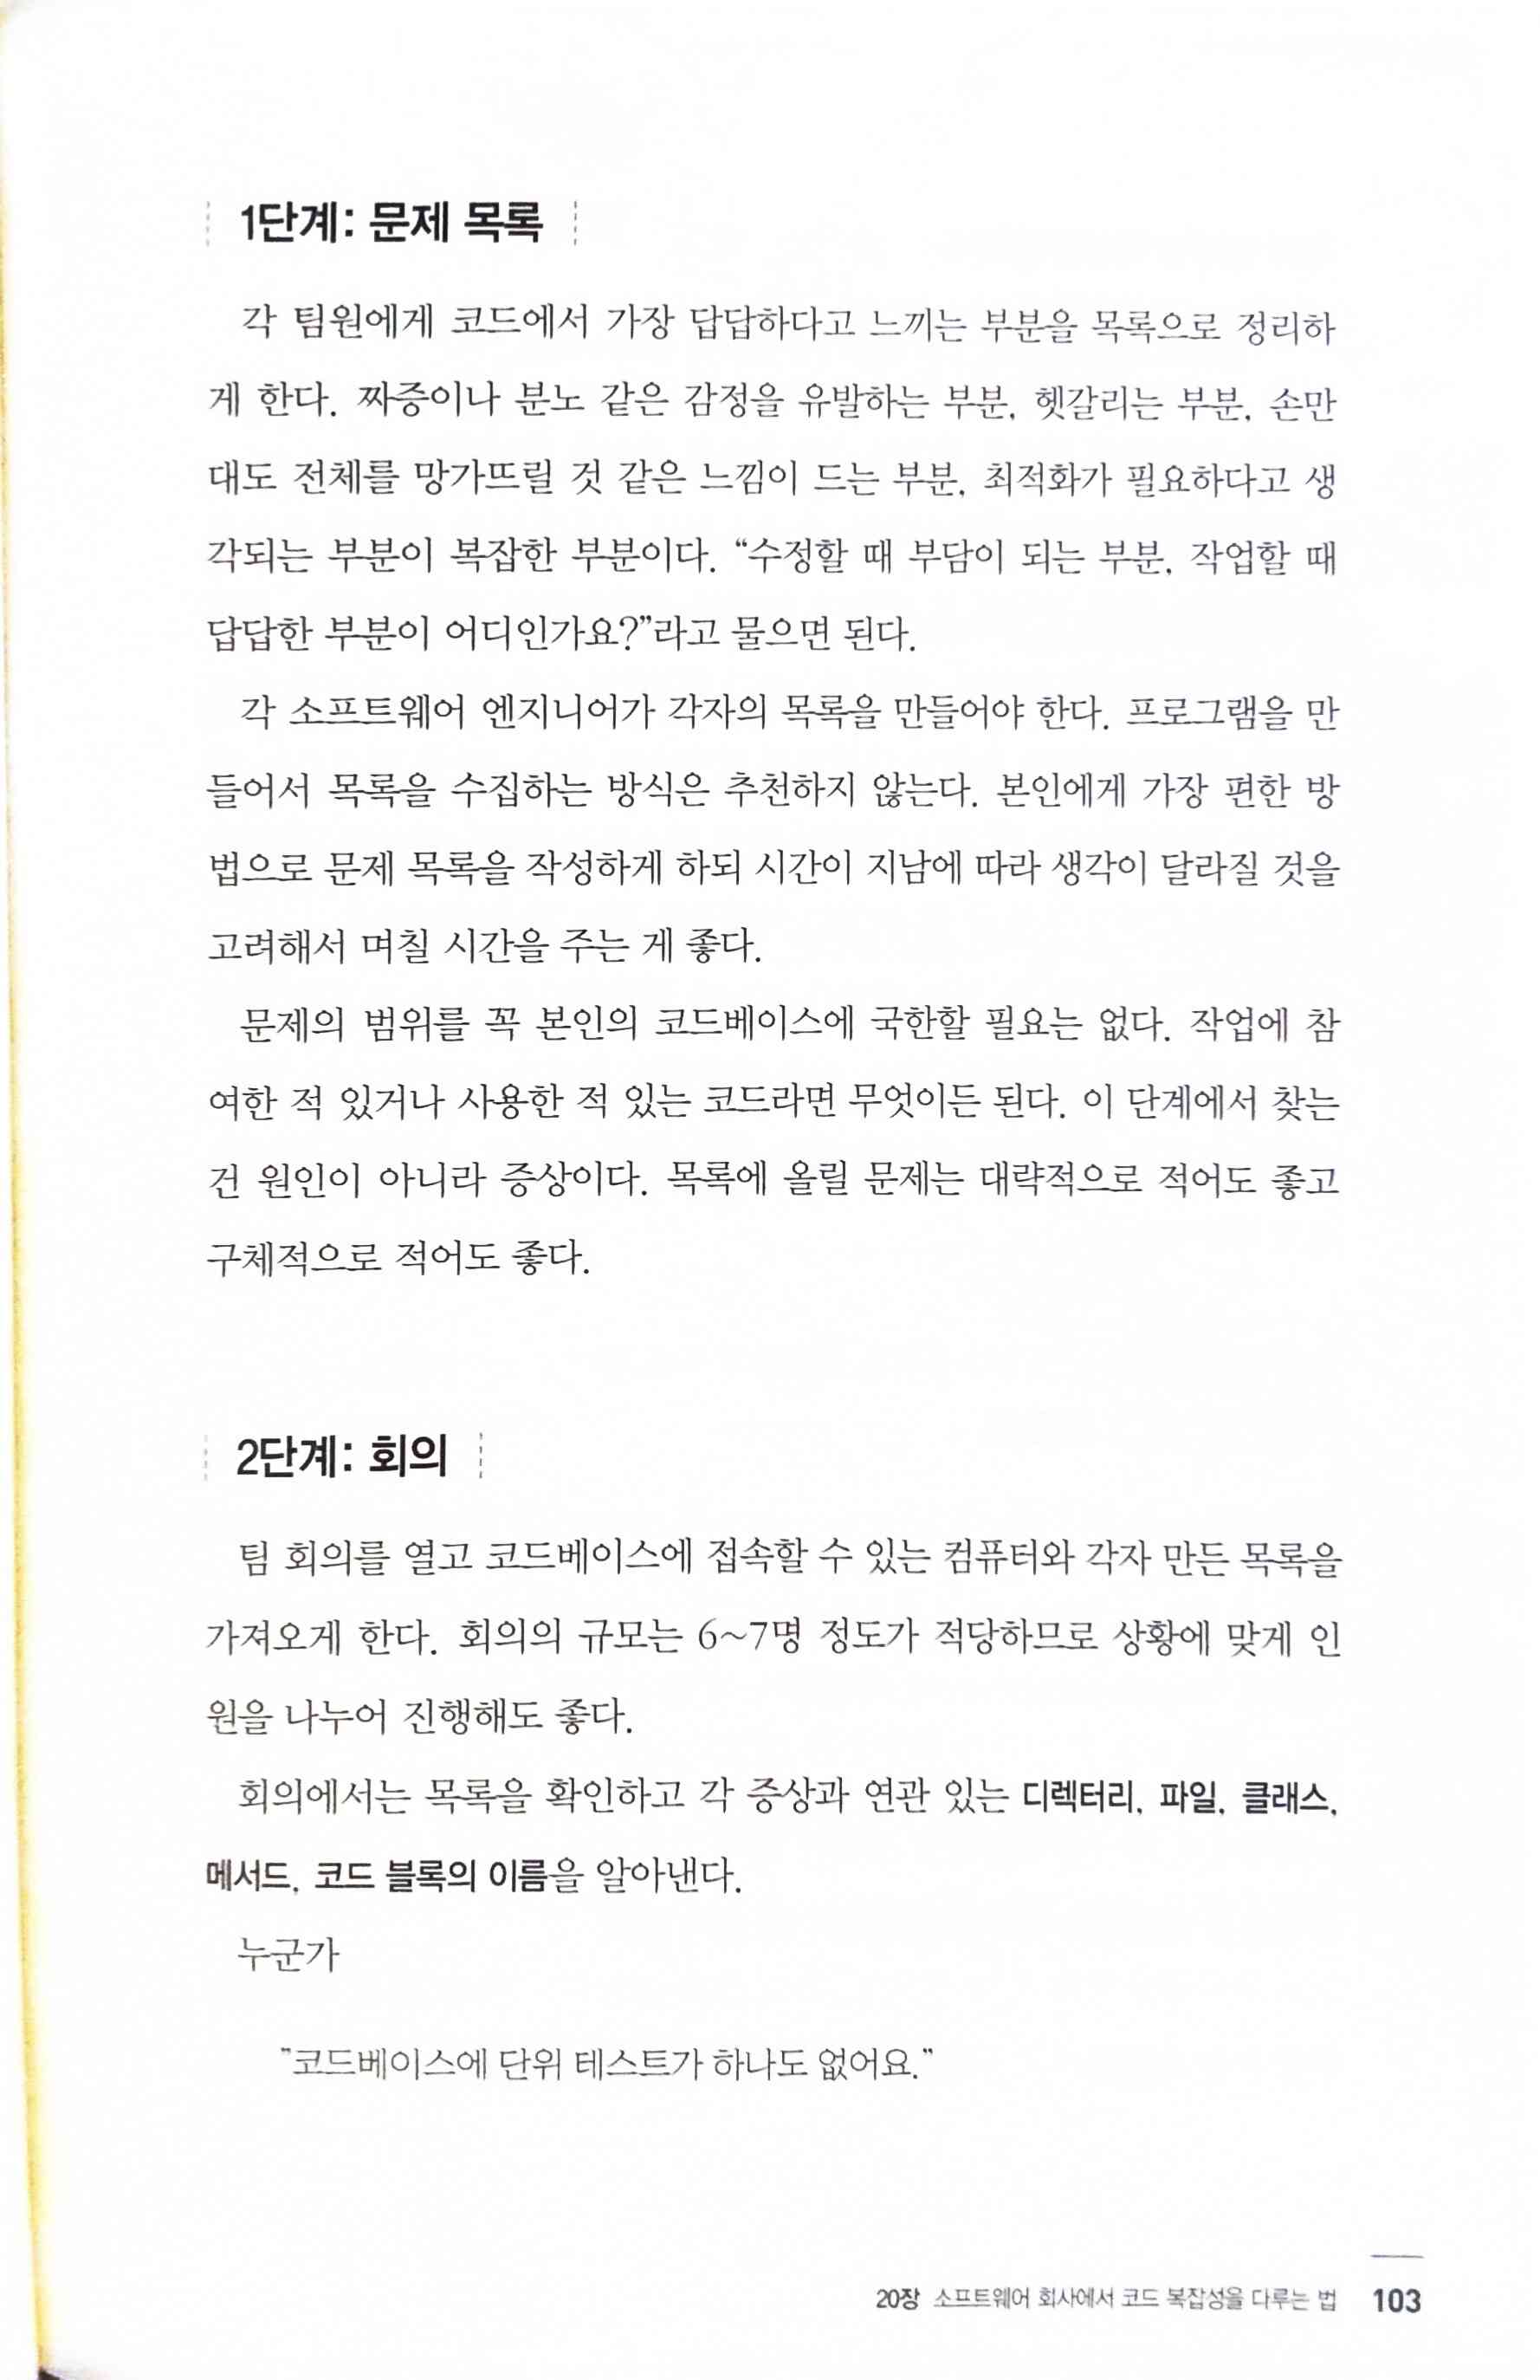 1단계: 문제 목록
각 팀원에게 코드에서 가장 답답하다고 느끼는 부분을 목록으로 정리하
게 한다. 짜증이나 분노 같은 감정을 유발하는 부분, 헷갈리는 부분, 손만
대도 전체를 망가뜨릴 것 같은 느낌이 드는 부분, 최적화가 필요하다고 생
각되는 부분이 복잡한 부분이다. “수정할 때 부담이 되는 부분, 작업할 때
답답한 부분이 어디인가요?”라고 물으면 된다.
각 소프트웨어 엔지니어가 각자의 목록을 만들어야 한다. 프로그램을 만
들어서 목록을 수집하는 방식은 추천하지 않는다. 본인에게 가장 편한 방
법으로 문제 목록을 작성하게 하되 시간이 지남에 따라 생각이 달라질 것을
고려해서 며칠 시간을 주는 게 좋다.
문제의 범위를 꼭 본인의 코드베이스에 국한할 필요는 없다. 작업에 참
여한 적 있거나 사용한 적 있는 코드라면 무엇이든 된다. 이 단계에서 찾는
건 원인이 아니라 증상이다. 목록에 올릴 문제는 대략적으로 적어도 좋고
구체적으로 적어도 좋다.
2단계: 회의
팀 회의를 열고 코드베이스에 접속할 수 있는 컴퓨터와 각자 만든 목록을
가져오게 한다. 회의의 규모는 6~7명 정도가 적당하므로 상황에 맞게 인
원을 나누어 진행해도 좋다.
회의에서는 목록을 확인하고 각 증상과 연관 있는 디렉터리, 파일, 클래스,
메서드, 코드 블록의 이름을 알아낸다.
누군가
"코드베이스에 단위 테스트가 하나도 없어요."
20장 소프트웨어 회사에서 코드 복잡성을 다루는 법 103